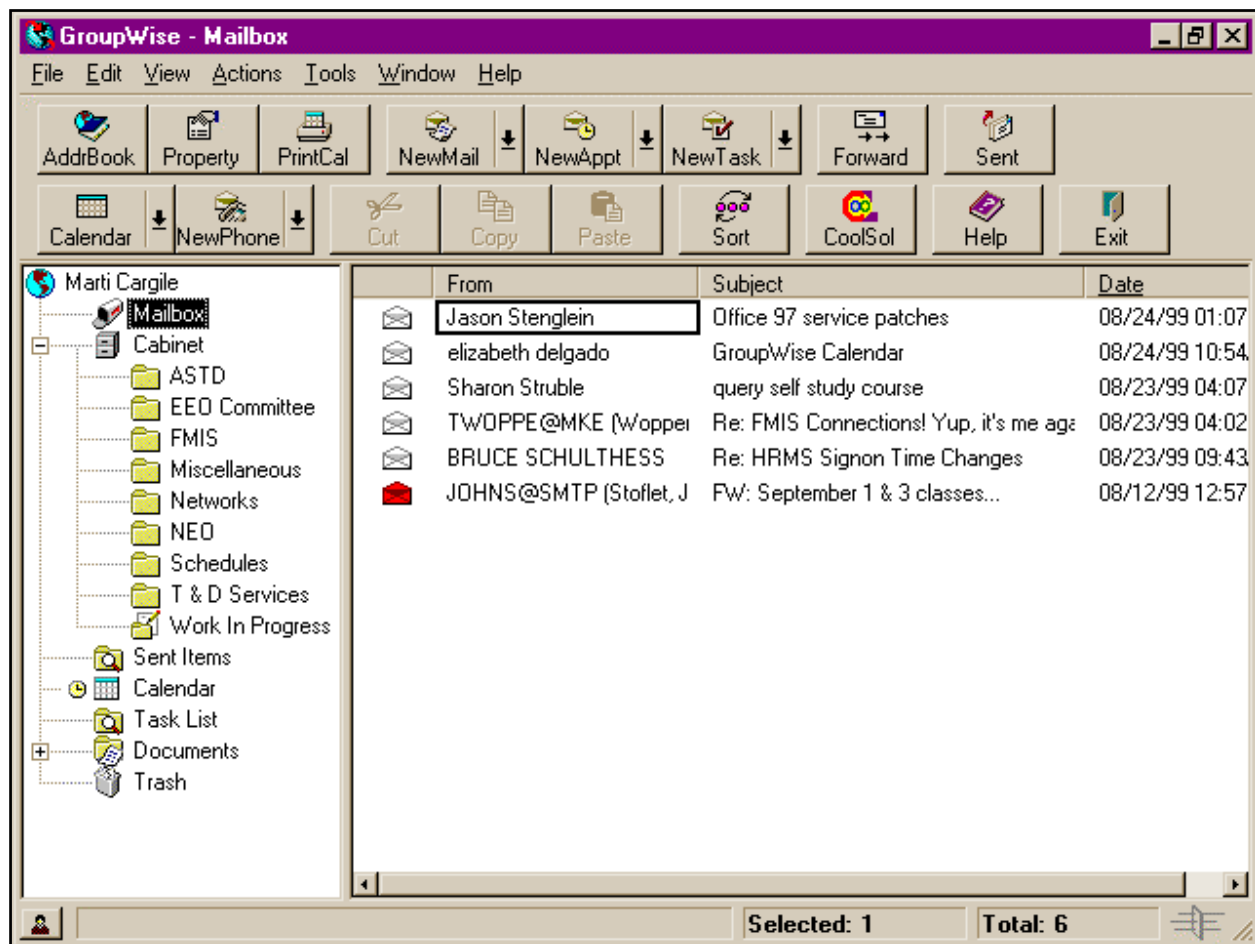 GroupWise - Mailbox
File Edit View Actions Tools Window Help
AddrBook Property PrintCal NewMail NewAppt NewTask Forward Sent
Calendar NewPhone Cut Copy Paste Sort CoolSol Help Exit
Marti Cargile
Mailbox
Cabinet
ASTD
EEO Committee
FMIS
Miscellaneous
Networks
NEO
Schedules
T & D Services
Work In Progress
Sent Items
Calendar
Task List
Documents
Trash
From Subject Date
Jason Stenglein Office 97 service patches 08/24/99 01:07
elizabeth delgado GroupWise Calendar 08/24/99 10:54
Sharon Struble query self study course 08/23/99 04:07
TWOPPE@MKE (Wopper Re: FMIS Connections! Yup, it's me aga 08/23/99 04:02
BRUCE SCHULTHESS Re: HRMS Signon Time Changes 08/23/99 09:43
JOHNS@SMTP (Stoflet, J FW: September 1 & 3 classes... 08/12/99 12:57
Selected: 1 Total: 6